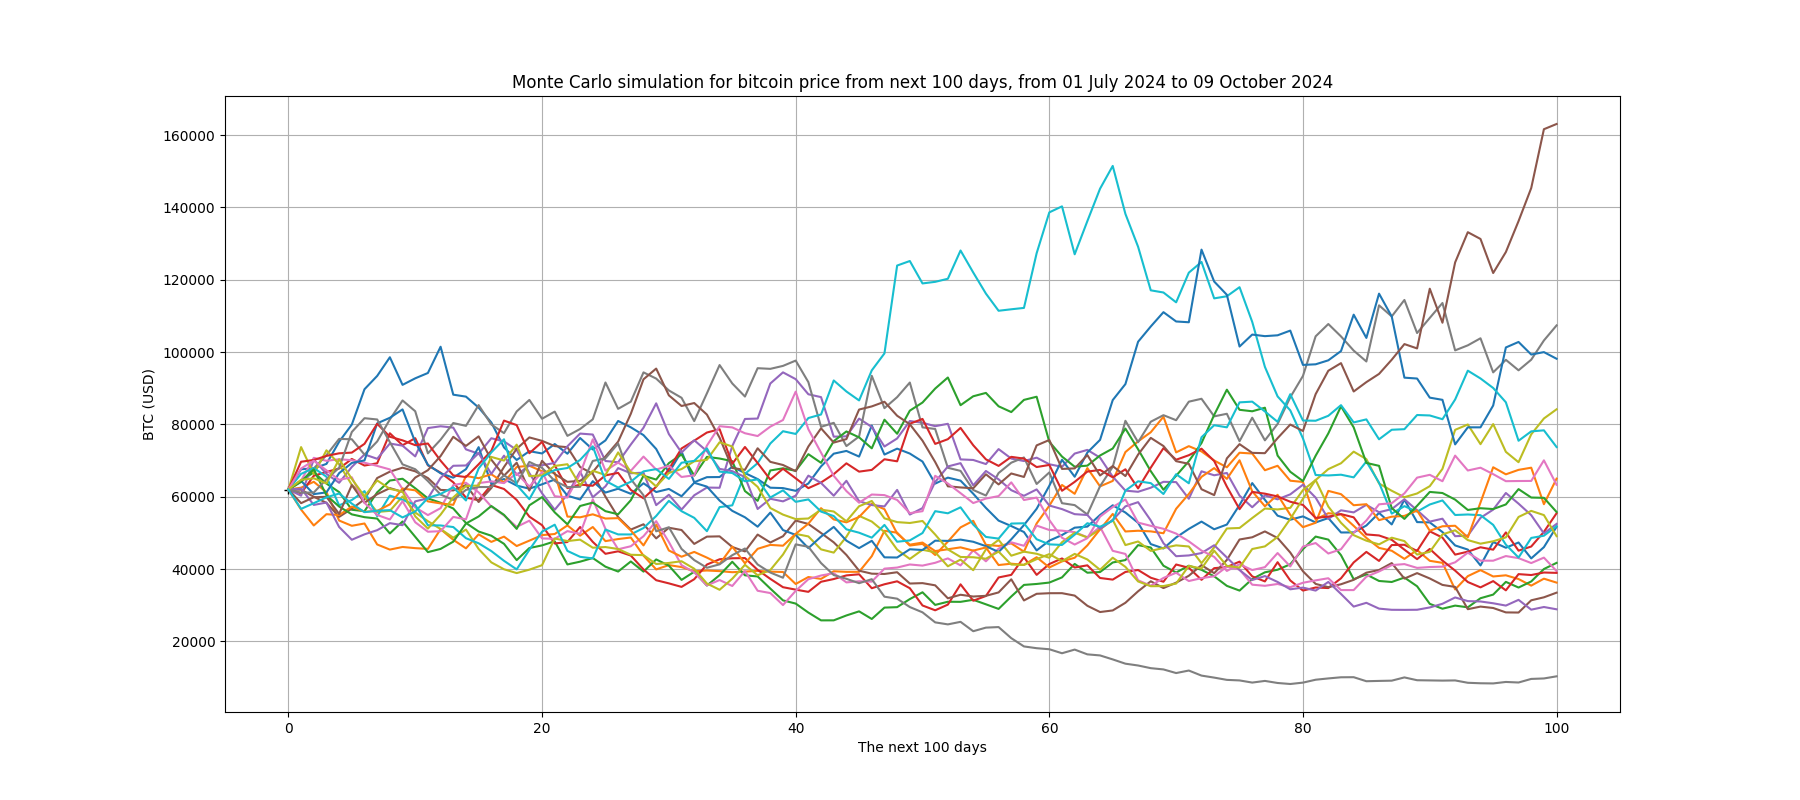 Monte Carlo simulation for bitcoin price from next 100 days, from 01 July 2024 to 09 October 2024
BTC (USD)
160000
140000
120000
100000
80000
60000
40000
20000
0 20 40 60 80 100
The next 100 days